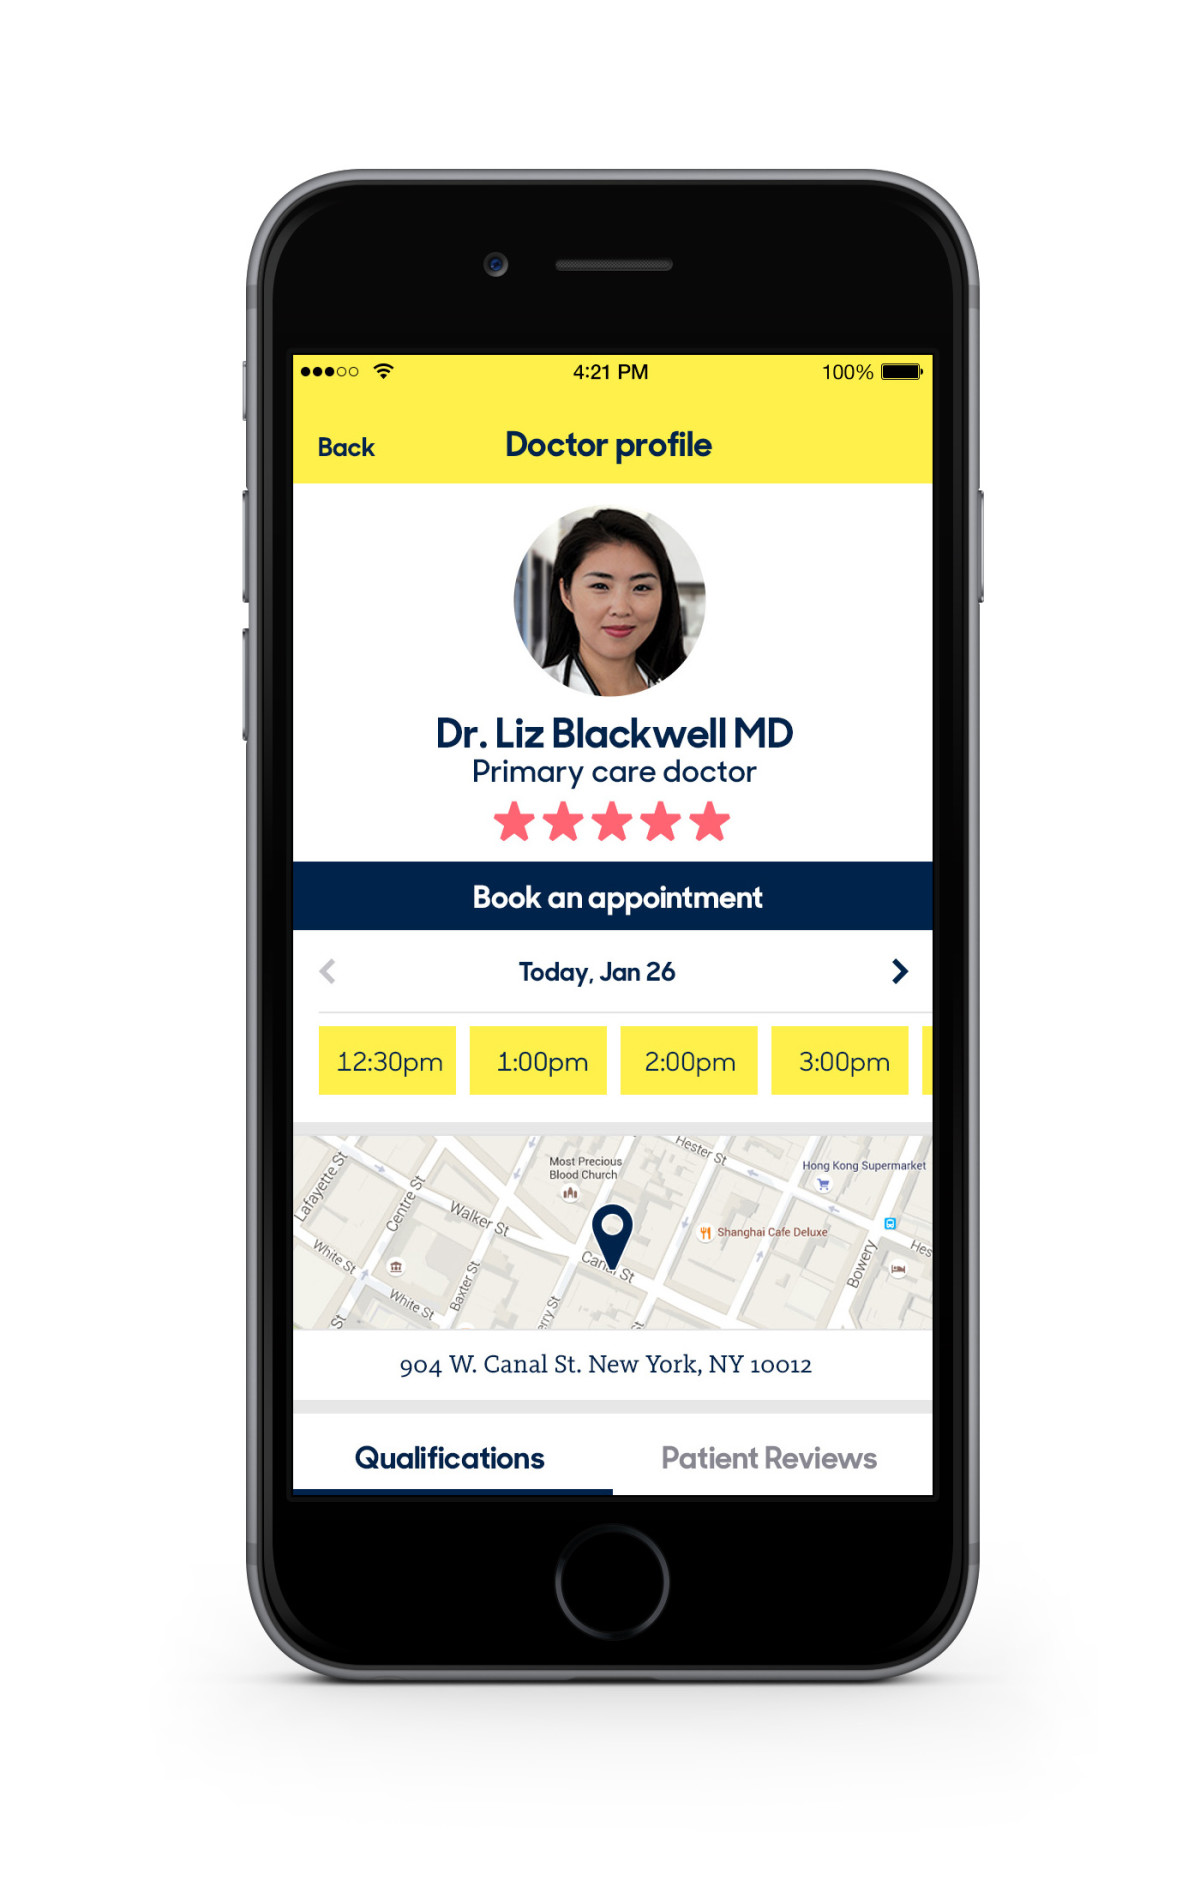 4:21 PM
100%
Back
Doctor profile
Dr. Liz Blackwell MD
Primary care doctor
Book an appointment
Today, Jan 26
12:30pm
1:00pm
2:00pm
3:00pm
Hester St
Most Precious
Blood Church
Hong Kong Supermarket
Lafayette St
Centre St
Walker St
Shanghai Cafe Deluxe
White St
Canal St
Bowery
Baxter St
White St
St
St
904 W. Canal St. New York, NY 10012
Qualifications
Patient Reviews